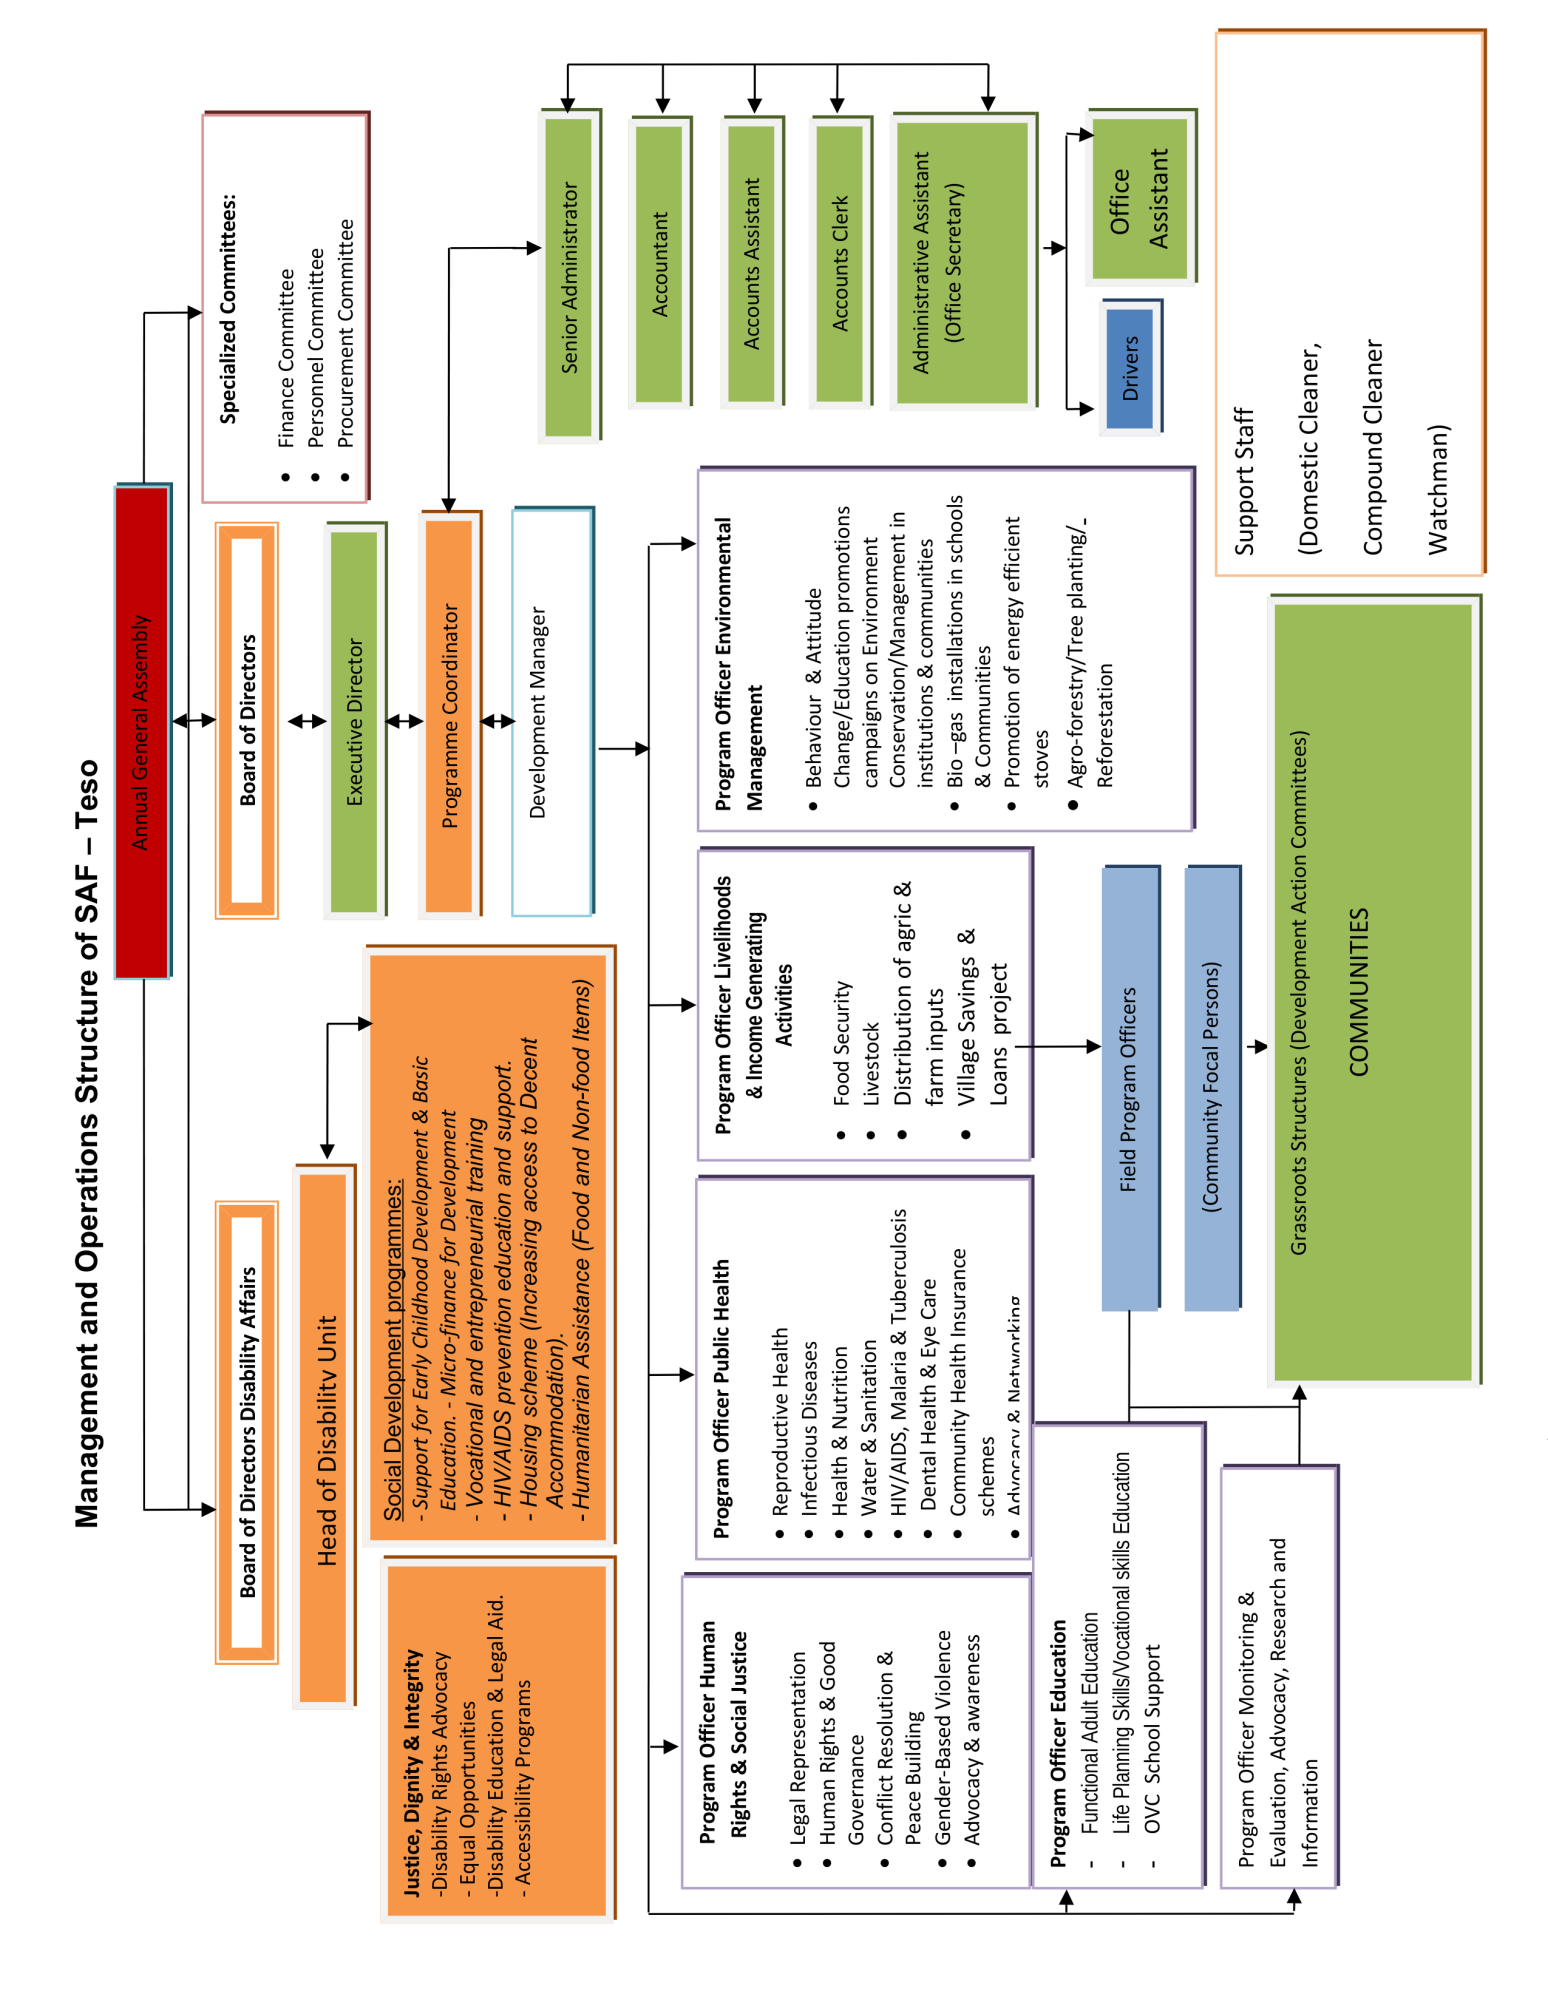 Management and Operations Structure of SAF – Teso
Annual General Assembly
Board of Directors Disability Affairs
Board of Directors
Specialized Committees:
• Finance Committee
• Personnel Committee
• Procurement Committee
Head of Disability Unit
Executive Director
Programme Coordinator
Development Manager
Justice, Dignity & Integrity
-Disability Rights Advocacy
- Equal Opportunities
-Disability Education & Legal Aid.
- Accessibility Programs
Social Development programmes:
- Support for Early Childhood Development & Basic
Education. - Micro-finance for Development
- Vocational and entrepreneurial training
- HIV/AIDS prevention education and support.
- Housing scheme (Increasing access to Decent
Accommodation).
- Humanitarian Assistance (Food and Non-food Items)
Senior Administrator
Accountant
Accounts Assistant
Accounts Clerk
Administrative Assistant
(Office Secretary)
Drivers
Office
Assistant
Program Officer Human
Rights & Social Justice
• Legal Representation
• Human Rights & Good
Governance
• Conflict Resolution &
Peace Building
• Gender-Based Violence
• Advocacy & awareness
Program Officer Public Health
• Reproductive Health
• Infectious Diseases
• Health & Nutrition
• Water & Sanitation
• HIV/AIDS, Malaria & Tuberculosis
• Dental Health & Eye Care
• Community Health Insurance
schemes
• Advocacy & Networking
Program Officer Livelihoods
& Income Generating
Activities
• Food Security
• Livestock
• Distribution of agric &
farm inputs
• Village Savings &
Loans project
Program Officer Environmental
Management
• Behaviour & Attitude
Change/Education promotions
campaigns on Environment
Conservation/Management in
institutions & communities
• Bio –gas installations in schools
& Communities
• Promotion of energy efficient
stoves
• Agro-forestry/Tree planting/_
Reforestation
Program Officer Education
- Functional Adult Education
- Life Planning Skills/Vocational skills Education
- OVC School Support
Program Officer Monitoring &
Evaluation, Advocacy, Research and
Information
Field Program Officers
(Community Focal Persons)
Grassroots Structures (Development Action Committees)
COMMUNITIES
Support Staff
(Domestic Cleaner,
Compound Cleaner
Watchman)